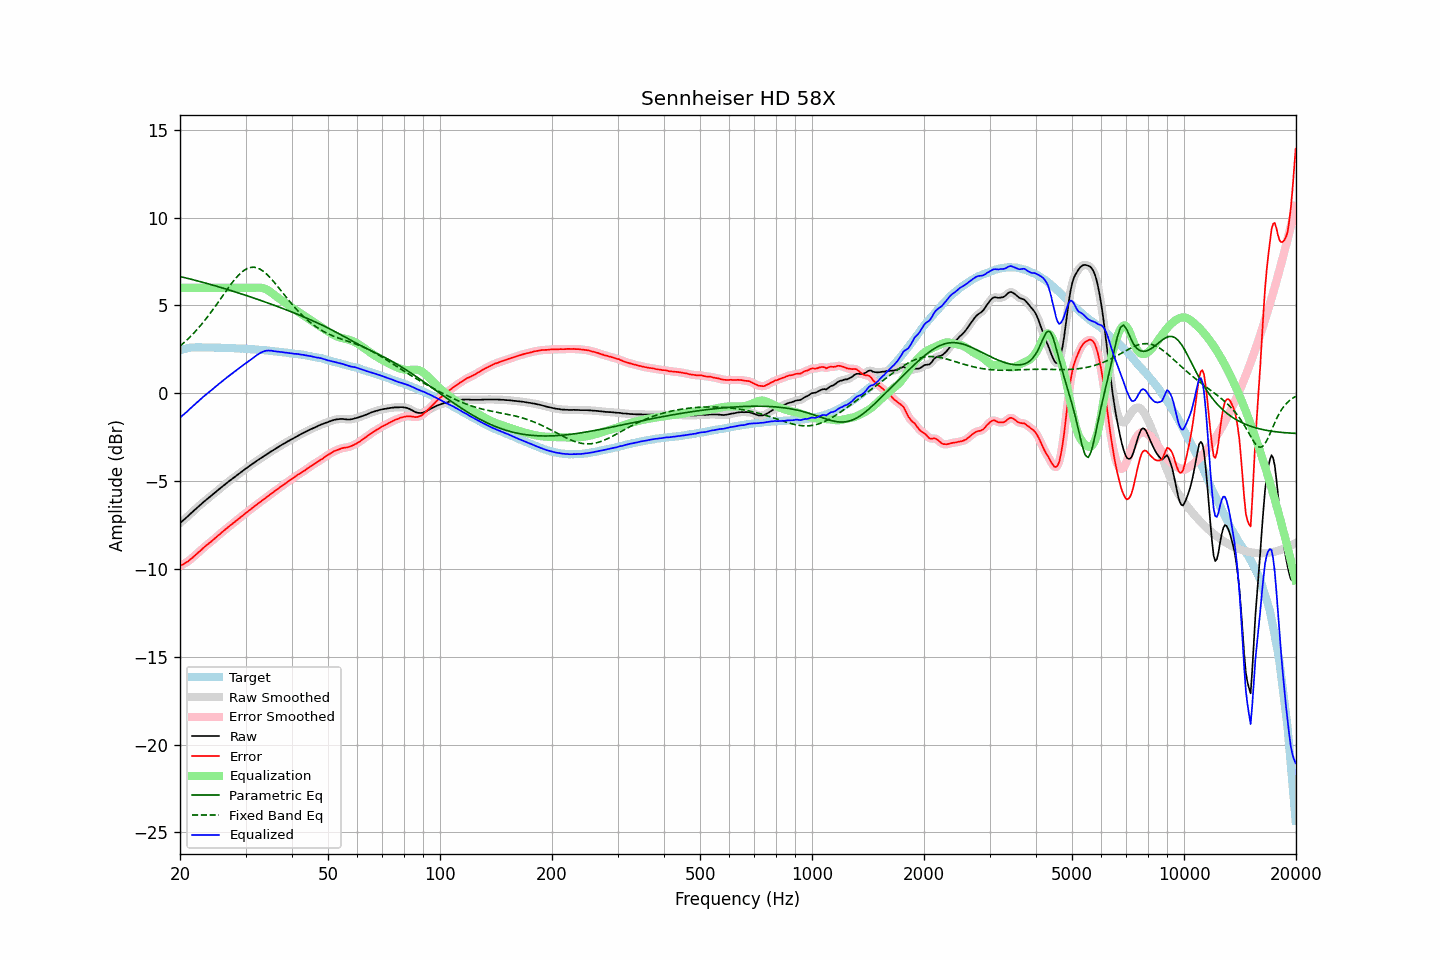 Sennheiser HD 58X
15
10
5
0
−5
−10
−15
−20
−25
Amplitude (dBr)
Target
Raw Smoothed
Error Smoothed
Raw
Error
Equalization
Parametric Eq
Fixed Band Eq
Equalized
20 50 100 200 500 1000 2000 5000 10000 20000
Frequency (Hz)